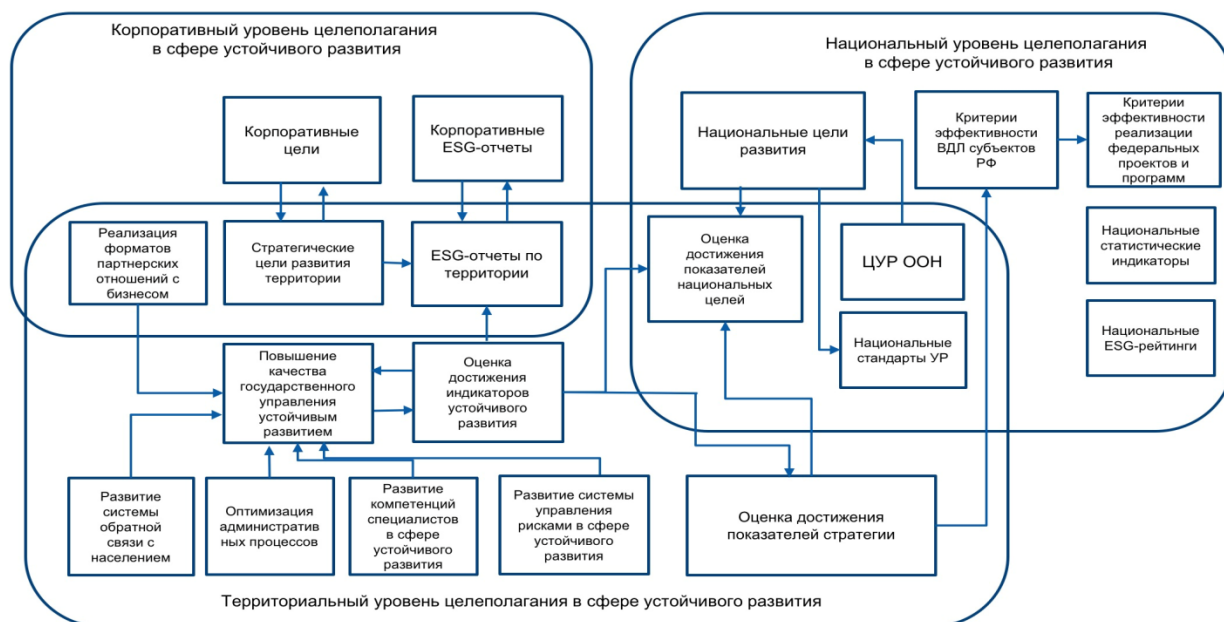 Корпоративный уровень целеполагания
в сфере устойчивого развития
Национальный уровень целеполагания
в сфере устойчивого развития
Корпоративные
цели
Корпоративные
ESG-отчеты
Национальные цели
развития
Критерии
эффективности
ВДЛ субъектов
РФ
Критерии
эффективности
реализации
федеральных
проектов и
программ
Реализация
форматов
партнерских
отношений с
бизнесом
Стратегические
цели развития
территории
ESG-отчеты по
территории
Оценка
достижения
показателей
национальных
целей
ЦУР ООН
Национальные
статистические
индикаторы
Повышение
качества
государственного
управления
устойчивым
развитием
Оценка
достижения
индикаторов
устойчивого
развития
Национальные
стандарты УР
Национальные
ESG-рейтинги
Развитие
системы
обратной
связи с
населением
Оптимизация
административ
ных процессов
Развитие
компетенций
специалистов
в сфере
устойчивого
развития
Развитие системы
управления
рисками в сфере
устойчивого
развития
Оценка достижения
показателей стратегии
Территориальный уровень целеполагания в сфере устойчивого развития